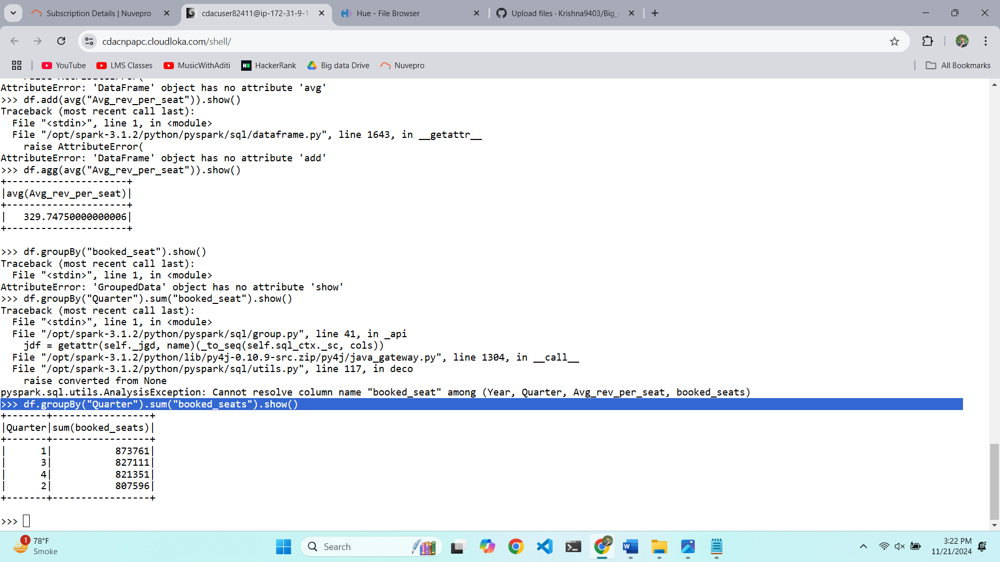 Subscription Details | Nuvepro
cdacuser82411@ip-172-31-9-1
Hue - File Browser
Upload files · Krishna9403/Big_
cdacnpapc.cloudloka.com/shell/
YouTube
LMS Classes
MusicWithAditi
HackerRank
Big data Drive
Nuvepro
All Bookmarks
raise AttributeError(
AttributeError: 'DataFrame' object has no attribute 'avg'
>>> df.add(avg("Avg_rev_per_seat")).show()
Traceback (most recent call last):
  File "<stdin>", line 1, in <module>
  File "/opt/spark-3.1.2/python/pyspark/sql/dataframe.py", line 1643, in __getattr__
    raise AttributeError(
AttributeError: 'DataFrame' object has no attribute 'add'
>>> df.agg(avg("Avg_rev_per_seat")).show()
+---------------------+
|avg(Avg_rev_per_seat)|
+---------------------+
|   329.74750000000006|
+---------------------+
>>> df.groupBy("booked_seat").show()
Traceback (most recent call last):
  File "<stdin>", line 1, in <module>
AttributeError: 'GroupedData' object has no attribute 'show'
>>> df.groupBy("Quarter").sum("booked_seat").show()
Traceback (most recent call last):
  File "<stdin>", line 1, in <module>
  File "/opt/spark-3.1.2/python/pyspark/sql/group.py", line 41, in _api
    jdf = getattr(self._jgd, name)(_to_seq(self.sql_ctx._sc, cols))
  File "/opt/spark-3.1.2/python/lib/py4j-0.10.9-src.zip/py4j/java_gateway.py", line 1304, in __call__
  File "/opt/spark-3.1.2/python/pyspark/sql/utils.py", line 117, in deco
    raise converted from None
pyspark.sql.utils.AnalysisException: Cannot resolve column name "booked_seat" among (Year, Quarter, Avg_rev_per_seat, booked_seats)
>>> df.groupBy("Quarter").sum("booked_seats").show()
+-------+-----------------+
|Quarter|sum(booked_seats)|
+-------+-----------------+
|      1|           873761|
|      3|           827111|
|      4|           821351|
|      2|           807596|
+-------+-----------------+
>>>
1
78°F
Smoke
Search
3:22 PM
11/21/2024